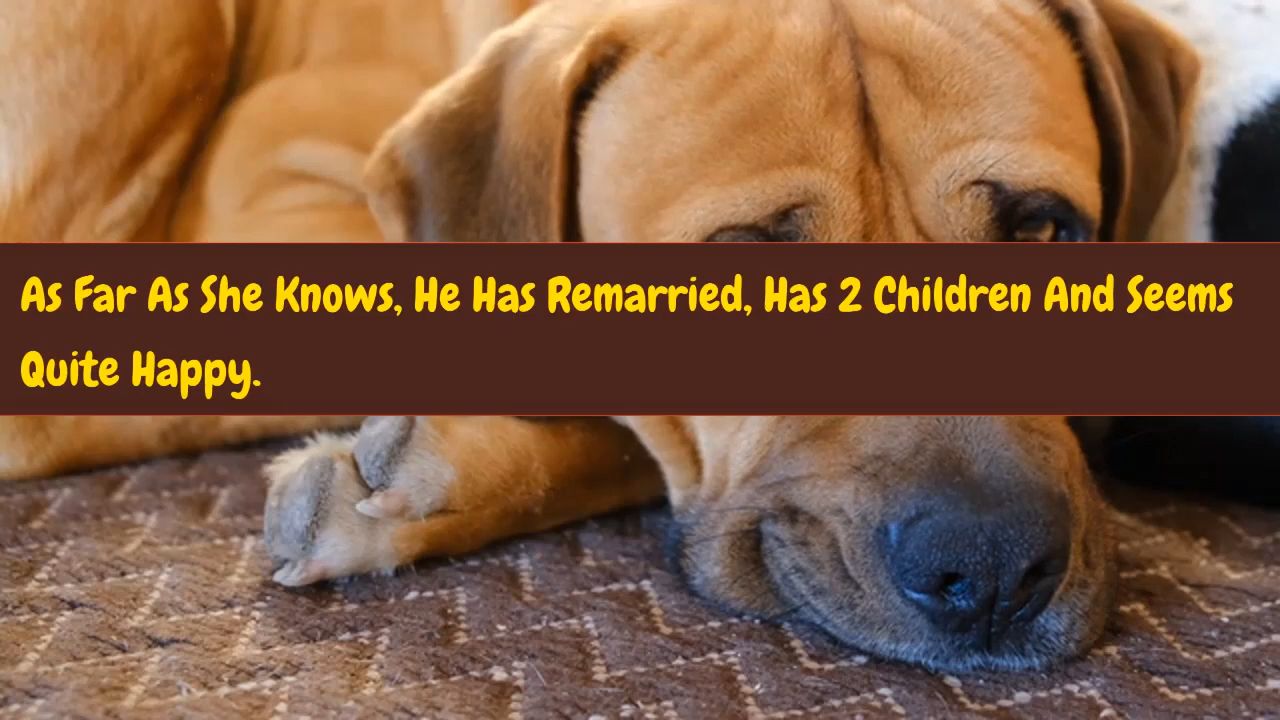 As Far As She Knows, He Has Remarried, Has 2 Children And Seems
Quite Happy.